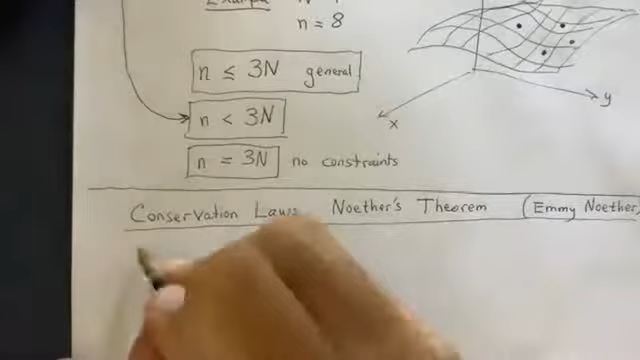 n = 8
n ≤ 3N general
n < 3N
n = 3N no constraints
x
y
Conservation Laws Noether's Theorem (Emmy Noether